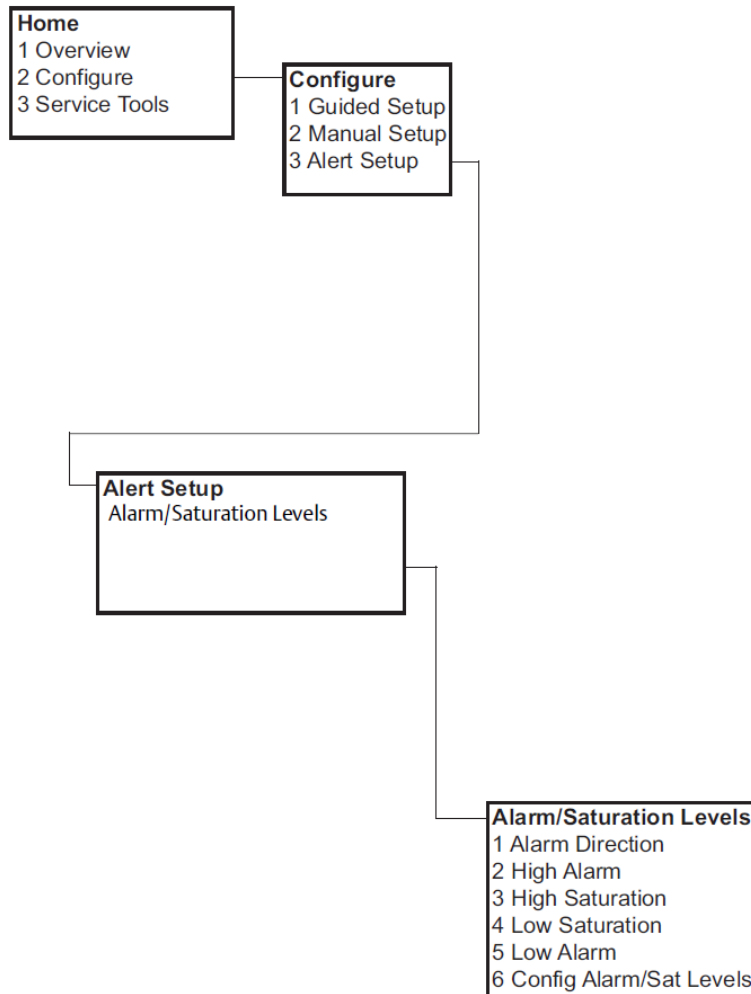 Home
1 Overview
2 Configure
3 Service Tools
Configure
1 Guided Setup
2 Manual Setup
3 Alert Setup
Alert Setup
Alarm/Saturation Levels
Alarm/Saturation Levels
1 Alarm Direction
2 High Alarm
3 High Saturation
4 Low Saturation
5 Low Alarm
6 Config Alarm/Sat Levels